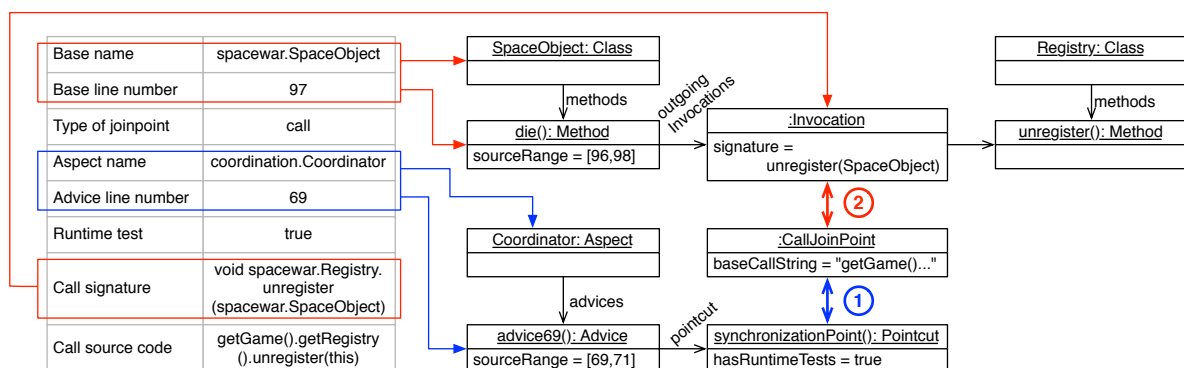 Base name
spacewar.SpaceObject
Base line number
97
Type of joinpoint
call
Aspect name
coordination.Coordinator
Advice line number
69
Runtime test
true
Call signature
void spacewar.Registry.
unregister
(spacewar.SpaceObject)
Call source code
getGame().getRegistry
().unregister(this)
SpaceObject: Class
methods
die(): Method
sourceRange = [96,98]
outgoing
Invocations
:Invocation
signature =
unregister(SpaceObject)
Registry: Class
methods
unregister(): Method
2
Coordinator: Aspect
advices
advice69(): Advice
sourceRange = [69,71]
pointcut
:CallJoinPoint
baseCallString = "getGame()..."
1
synchronizationPoint(): Pointcut
hasRuntimeTests = true